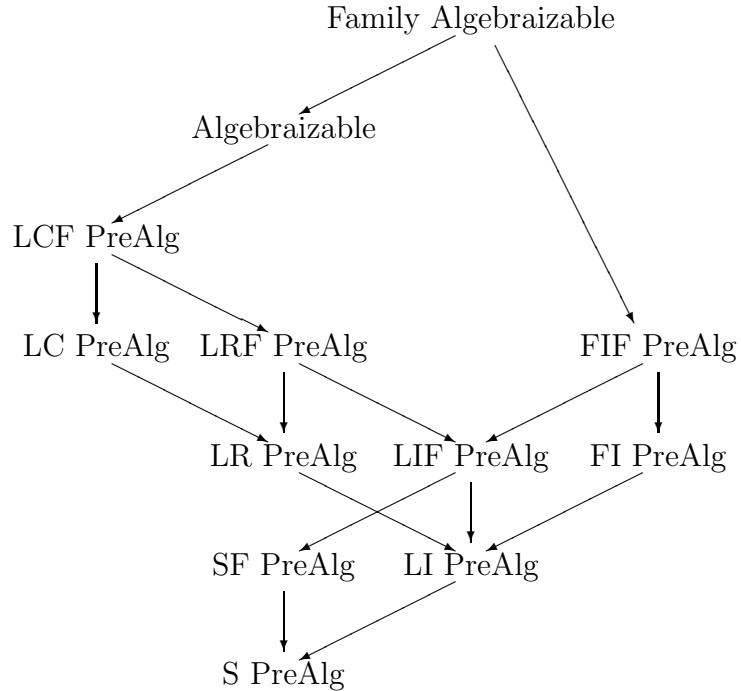 Family Algebraizable
Algebraizable
LCF PreAlg
LC PreAlg LRF PreAlg FIF PreAlg
LR PreAlg LIF PreAlg FI PreAlg
SF PreAlg LI PreAlg
S PreAlg